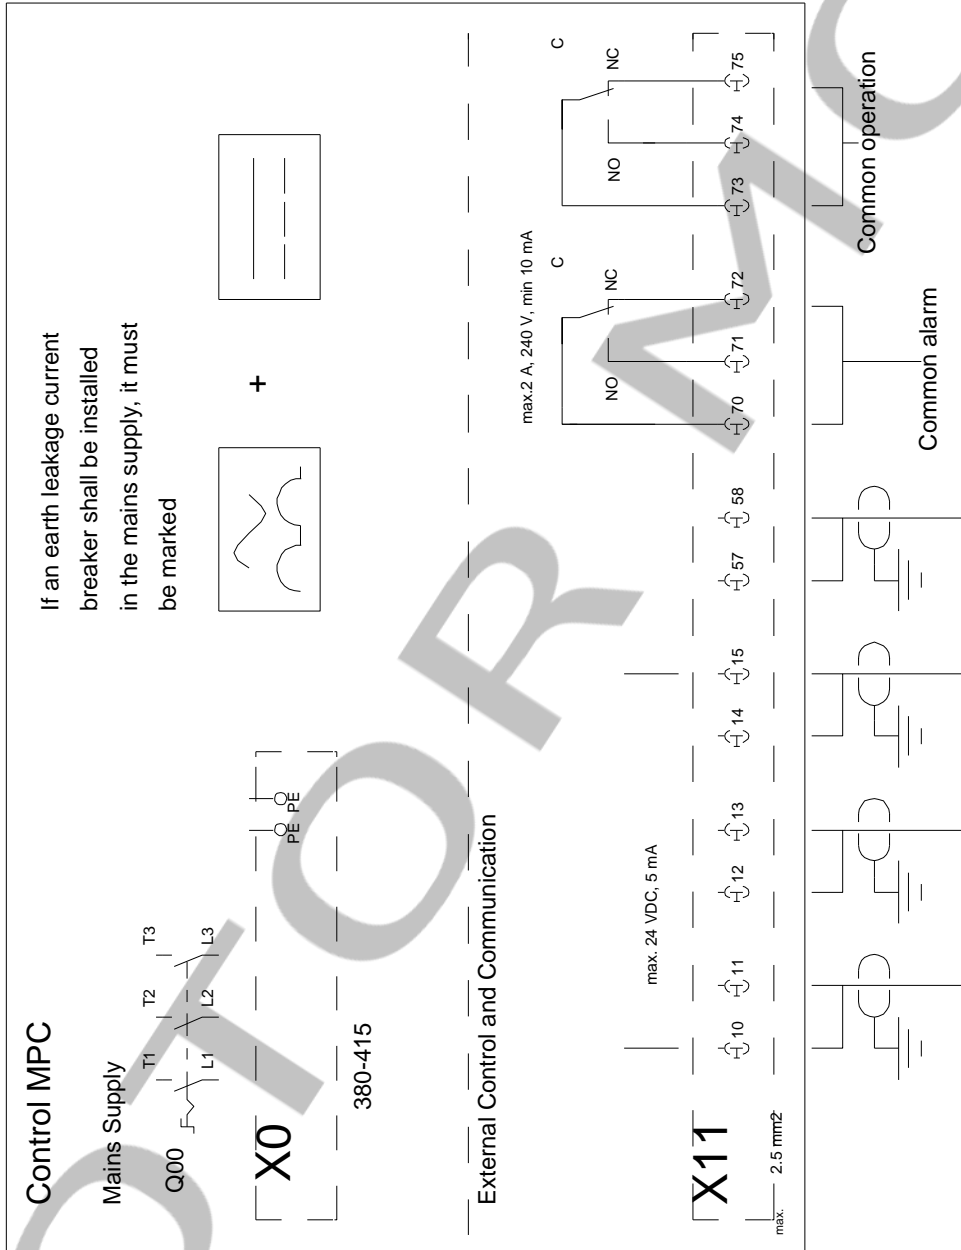 Control MPC
Mains Supply
Q00
T1 T2 T3
L1 L2 L3
X0
PE PE
380-415
If an earth leakage current
breaker shall be installed
in the mains supply, it must
be marked
+
External Control and Communication
max. 24 VDC, 5 mA
max.2 A, 240 V, min 10 mA
C C
NO NC NO NC
X11
10 11 12 13 14 15 57 58 70 71 72 73 74 75
max. 2.5 mm2
Common alarm
Common operation
OTOR MC